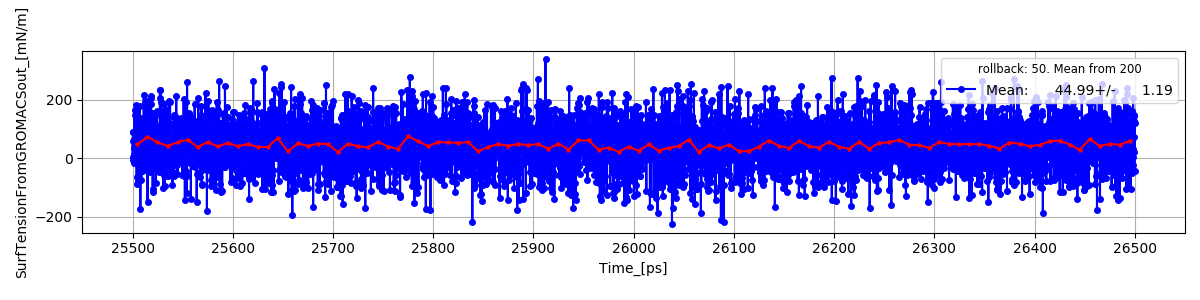 SurfTensionFromGROMACSout_[mN/m]
200
0
−200
rollback: 50. Mean from 200
Mean: 44.99+/- 1.19
25500 25600 25700 25800 25900 26000 26100 26200 26300 26400 26500
Time_[ps]